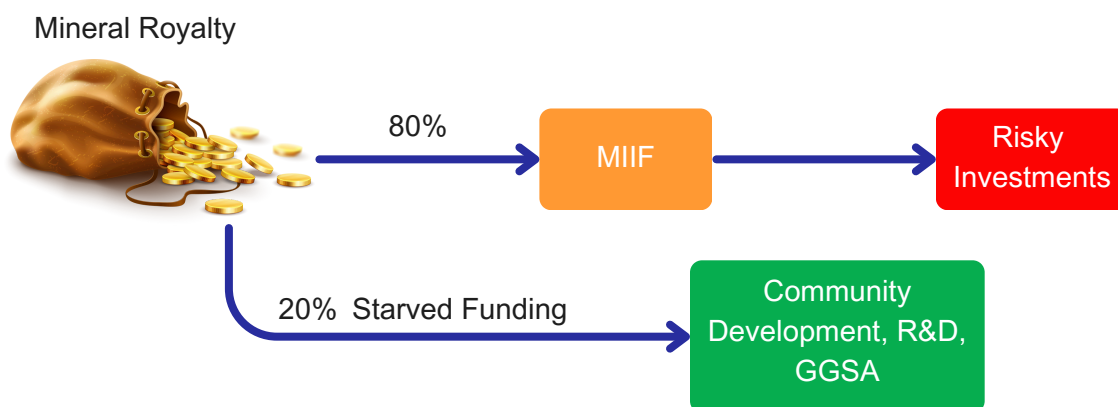 Mineral Royalty
80%
MIIF
Risky
Investments
20% Starved Funding
Community
Development, R&D,
GGSA